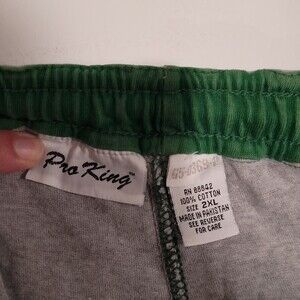 Pro King
RN 88842
100% COTTON
SIZE 2XL
MADE IN PAKISTAN
SEE REVERSE
FOR CARE